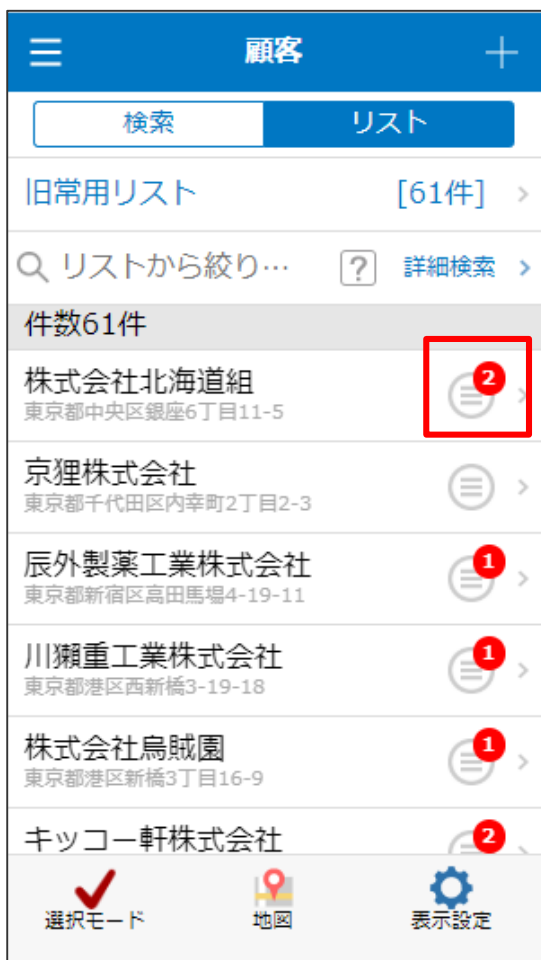 顧客
検索 リスト
旧常用リスト [61件]
リストから絞り… ? 詳細検索
件数61件
株式会社北海道組
東京都中央区銀座6丁目11-5
2
京狸株式会社
東京都千代田区内幸町2丁目2-3
辰外製薬工業株式会社
東京都新宿区高田馬場4-19-11
1
川獺重工業株式会社
東京都港区西新橋3-19-18
1
株式会社烏賊園
東京都港区新橋3丁目16-9
1
キッコー軒株式会社
2
選択モード 地図 表示設定